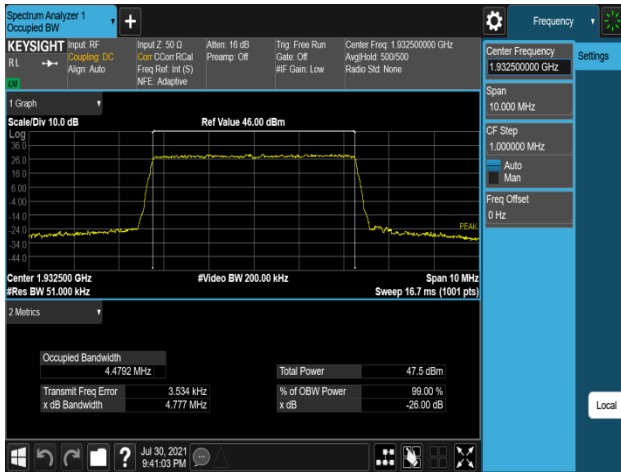 Spectrum Analyzer 1
Occupied BW
Frequency
KEYSIGHT
Input: RF
Input Z: 50 Ω
Atten: 16 dB
Trig: Free Run
Center Freq: 1.932500000 GHz
RL
Coupling: DC
Corr CCorr RCal
Preamp: Off
Gate: Off
Avg|Hold: 500/500
Align: Auto
Freq Ref: Int (S)
#IF Gain: Low
Radio Std: None
NFE: Adaptive
LXI
1 Graph
Scale/Div 10.0 dB
Ref Value 46.00 dBm
Log
36.0
26.0
16.0
6.00
-4.00
-14.0
-24.0
-34.0
-44.0
PEAK
Center 1.932500 GHz
#Video BW 200.00 kHz
Span 10 MHz
#Res BW 51.000 kHz
Sweep 16.7 ms (1001 pts)
2 Metrics
Occupied Bandwidth
4.4792 MHz
Total Power
47.5 dBm
Transmit Freq Error
3.534 kHz
% of OBW Power
99.00 %
x dB Bandwidth
4.777 MHz
x dB
-26.00 dB
Jul 30, 2021
9:41:03 PM
Center Frequency
1.932500000 GHz
Settings
Span
10.000 MHz
CF Step
1.000000 MHz
Auto
Man
Freq Offset
0 Hz
Local